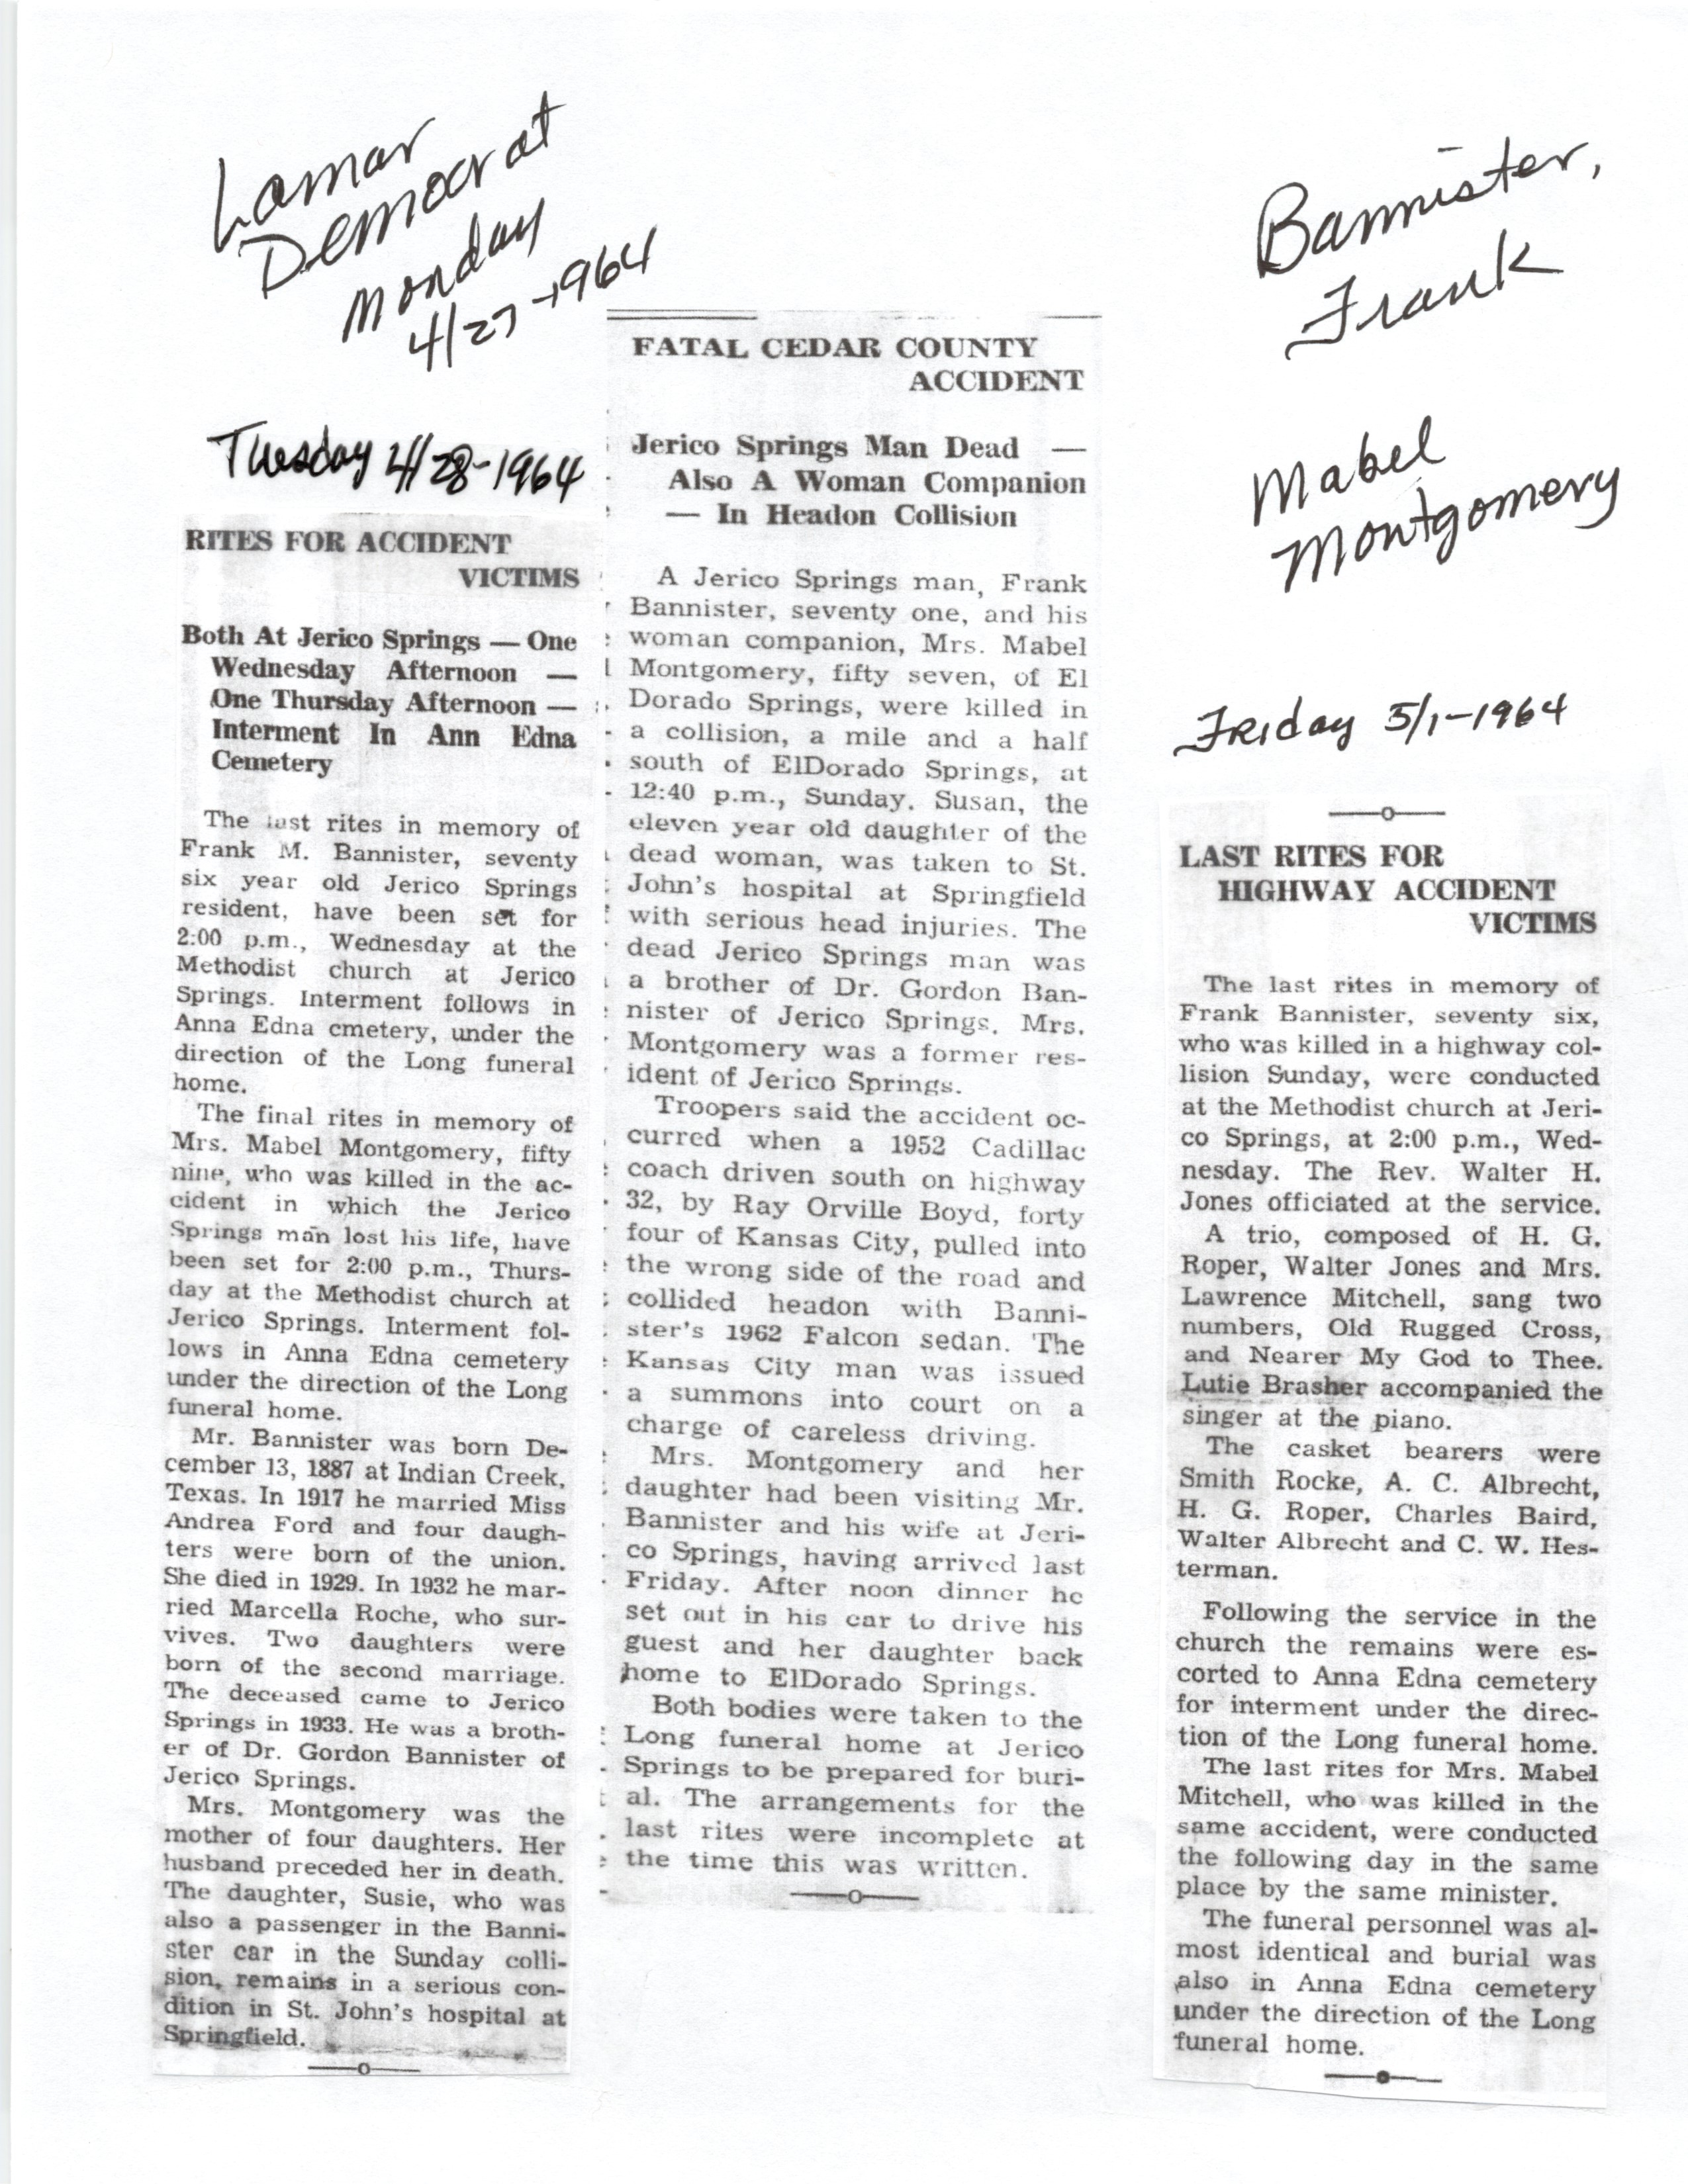 Lamar
Democrat
Monday
4/27-1964
Bannister,
Frank
Mabel
Montgomery
Tuesday 4/28-1964
RITES FOR ACCIDENT
VICTIMS
Both At Jerico Springs — One
Wednesday Afternoon —
One Thursday Afternoon —
Interment In Ann Edna
Cemetery
The last rites in memory of
Frank M. Bannister, seventy
six year old Jerico Springs
resident, have been set for
2:00 p.m., Wednesday at the
Methodist church at Jerico
Springs. Interment follows in
Anna Edna cmetery, under the
direction of the Long funeral
home.
The final rites in memory of
Mrs. Mabel Montgomery, fifty
nine, who was killed in the ac-
cident in which the Jerico
Springs man lost his life, have
been set for 2:00 p.m., Thurs-
day at the Methodist church at
Jerico Springs. Interment fol-
lows in Anna Edna cemetery
under the direction of the Long
funeral home.
Mr. Bannister was born De-
cember 13, 1887 at Indian Creek,
Texas. In 1917 he married Miss
Andrea Ford and four daugh-
ters were born of the union.
She died in 1929. In 1932 he mar-
ried Marcella Roche, who sur-
vives. Two daughters were
born of the second marriage.
The deceased came to Jerico
Springs in 1933. He was a broth-
er of Dr. Gordon Bannister of
Jerico Springs.
Mrs. Montgomery was the
mother of four daughters. Her
husband preceded her in death.
The daughter, Susie, who was
also a passenger in the Banni-
ster car in the Sunday colli-
sion, remains in a serious con-
dition in St. John's hospital at
Springfield.
FATAL CEDAR COUNTY
ACCIDENT
Jerico Springs Man Dead —
Also A Woman Companion
— In Headon Collision
A Jerico Springs man, Frank
Bannister, seventy one, and his
woman companion, Mrs. Mabel
Montgomery, fifty seven, of El
Dorado Springs, were killed in
a collision, a mile and a half
south of ElDorado Springs, at
12:40 p.m., Sunday. Susan, the
eleven year old daughter of the
dead woman, was taken to St.
John's hospital at Springfield
with serious head injuries. The
dead Jerico Springs man was
a brother of Dr. Gordon Ban-
nister of Jerico Springs. Mrs.
Montgomery was a former res-
ident of Jerico Springs.
Troopers said the accident oc-
curred when a 1952 Cadillac
coach driven south on highway
32, by Ray Orville Boyd, forty
four of Kansas City, pulled into
the wrong side of the road and
collided headon with Banni-
ster's 1962 Falcon sedan. The
Kansas City man was issued
a summons into court on a
charge of careless driving.
Mrs. Montgomery and her
daughter had been visiting Mr.
Bannister and his wife at Jeri-
co Springs, having arrived last
Friday. After noon dinner he
set out in his car to drive his
guest and her daughter back
home to ElDorado Springs.
Both bodies were taken to the
Long funeral home at Jerico
Springs to be prepared for buri-
al. The arrangements for the
last rites were incomplete at
the time this was written.
Friday 5/1-1964
LAST RITES FOR
HIGHWAY ACCIDENT
VICTIMS
The last rites in memory of
Frank Bannister, seventy six,
who was killed in a highway col-
lision Sunday, were conducted
at the Methodist church at Jeri-
co Springs, at 2:00 p.m., Wed-
nesday. The Rev. Walter H.
Jones officiated at the service.
A trio, composed of H. G.
Roper, Walter Jones and Mrs.
Lawrence Mitchell, sang two
numbers, Old Rugged Cross,
and Nearer My God to Thee.
Lutie Brasher accompanied the
singer at the piano.
The casket bearers were
Smith Rocke, A. C. Albrecht,
H. G. Roper, Charles Baird,
Walter Albrecht and C. W. Hes-
terman.
Following the service in the
church the remains were es-
corted to Anna Edna cemetery
for interment under the direc-
tion of the Long funeral home.
The last rites for Mrs. Mabel
Mitchell, who was killed in the
same accident, were conducted
the following day in the same
place by the same minister.
The funeral personnel was al-
most identical and burial was
also in Anna Edna cemetery
under the direction of the Long
funeral home.